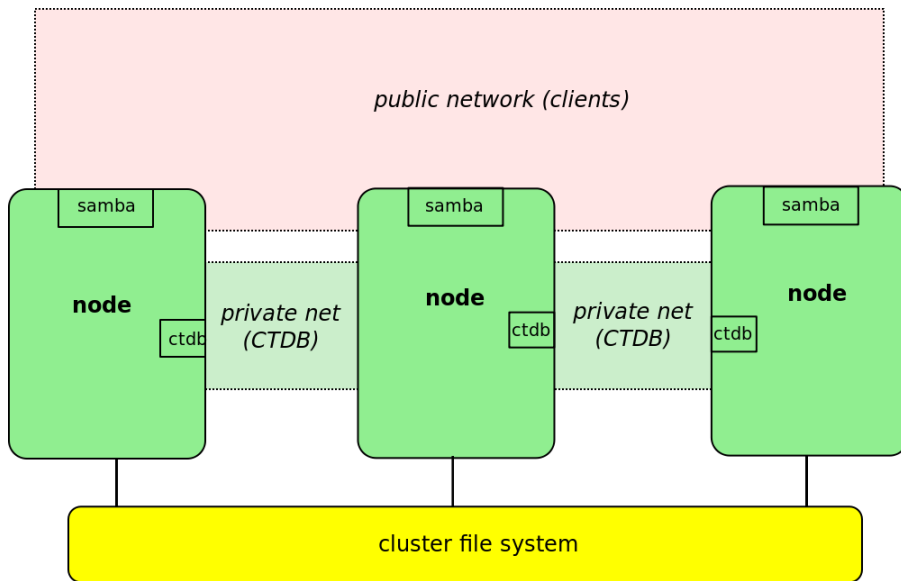 public network (clients)
samba
samba
samba
node
node
node
private net
(CTDB)
private net
(CTDB)
ctdb
ctdb
ctdb
cluster file system